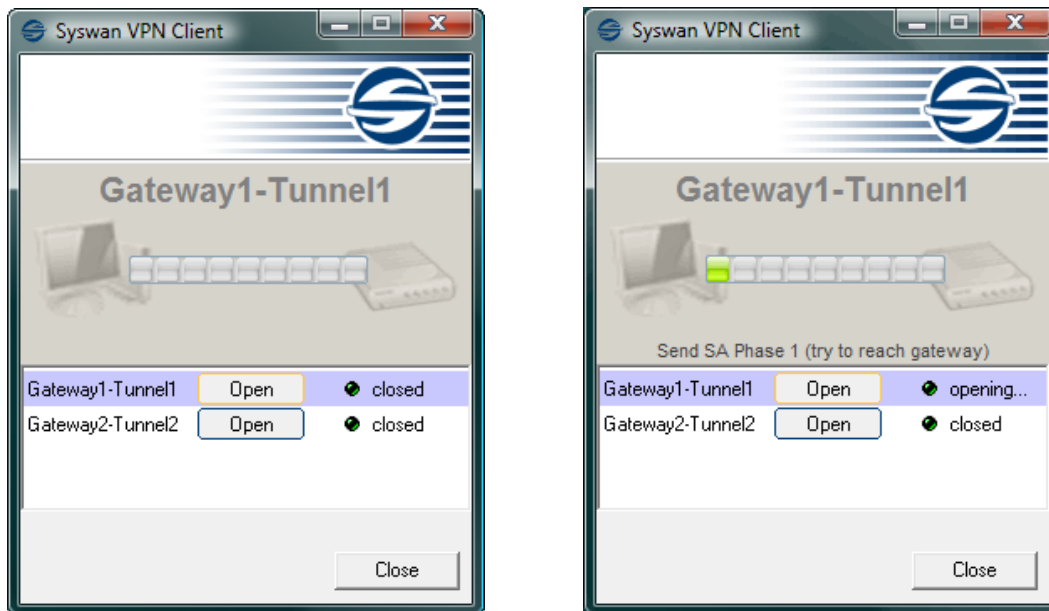 Syswan VPN Client
Gateway1-Tunnel1
Gateway1-Tunnel1 Open closed
Gateway2-Tunnel2 Open closed
Close
Syswan VPN Client
Gateway1-Tunnel1
Send SA Phase 1 (try to reach gateway)
Gateway1-Tunnel1 Open opening...
Gateway2-Tunnel2 Open closed
Close